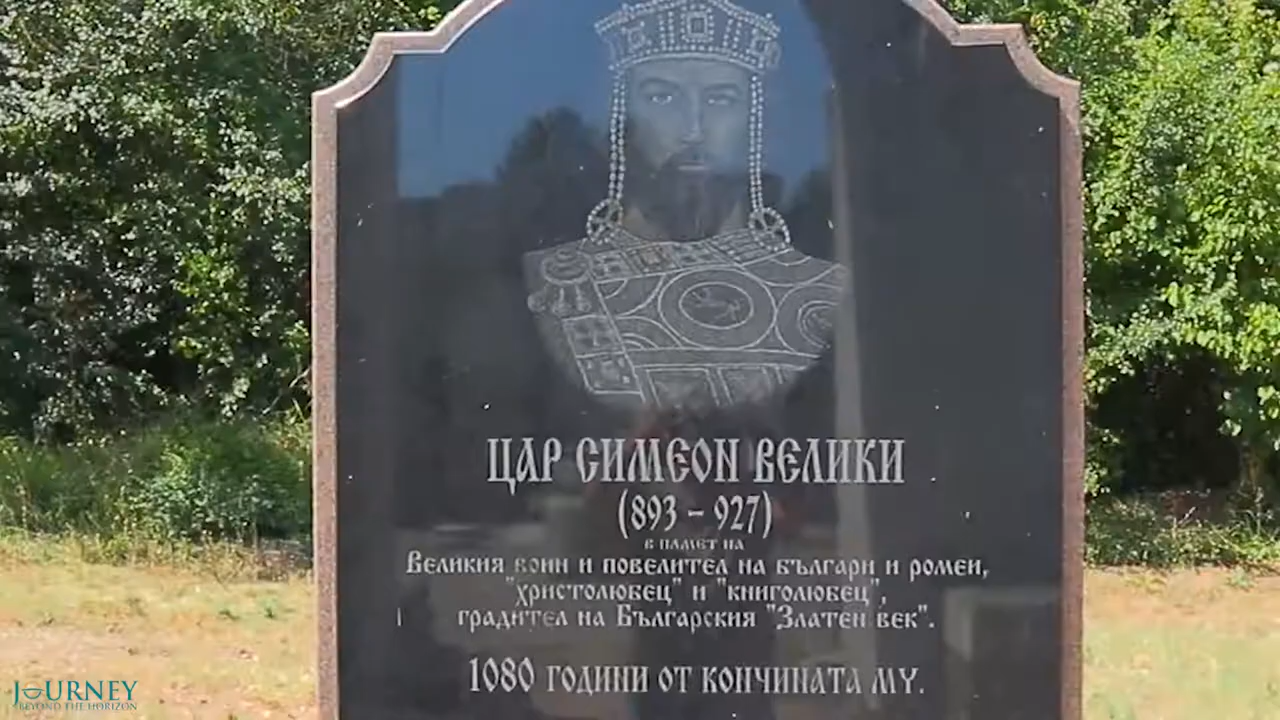 ЦАР СИМЕОН ВЕЛИКИ
(893 – 927)
В ПАМЕТ НА
Великия воин и повелител на българи и ромеи,
"христолюбец" и "книголюбец",
градител на Българския "Златен век".
1080 години от кончината му.
JOURNEY
BEYOND THE HORIZON